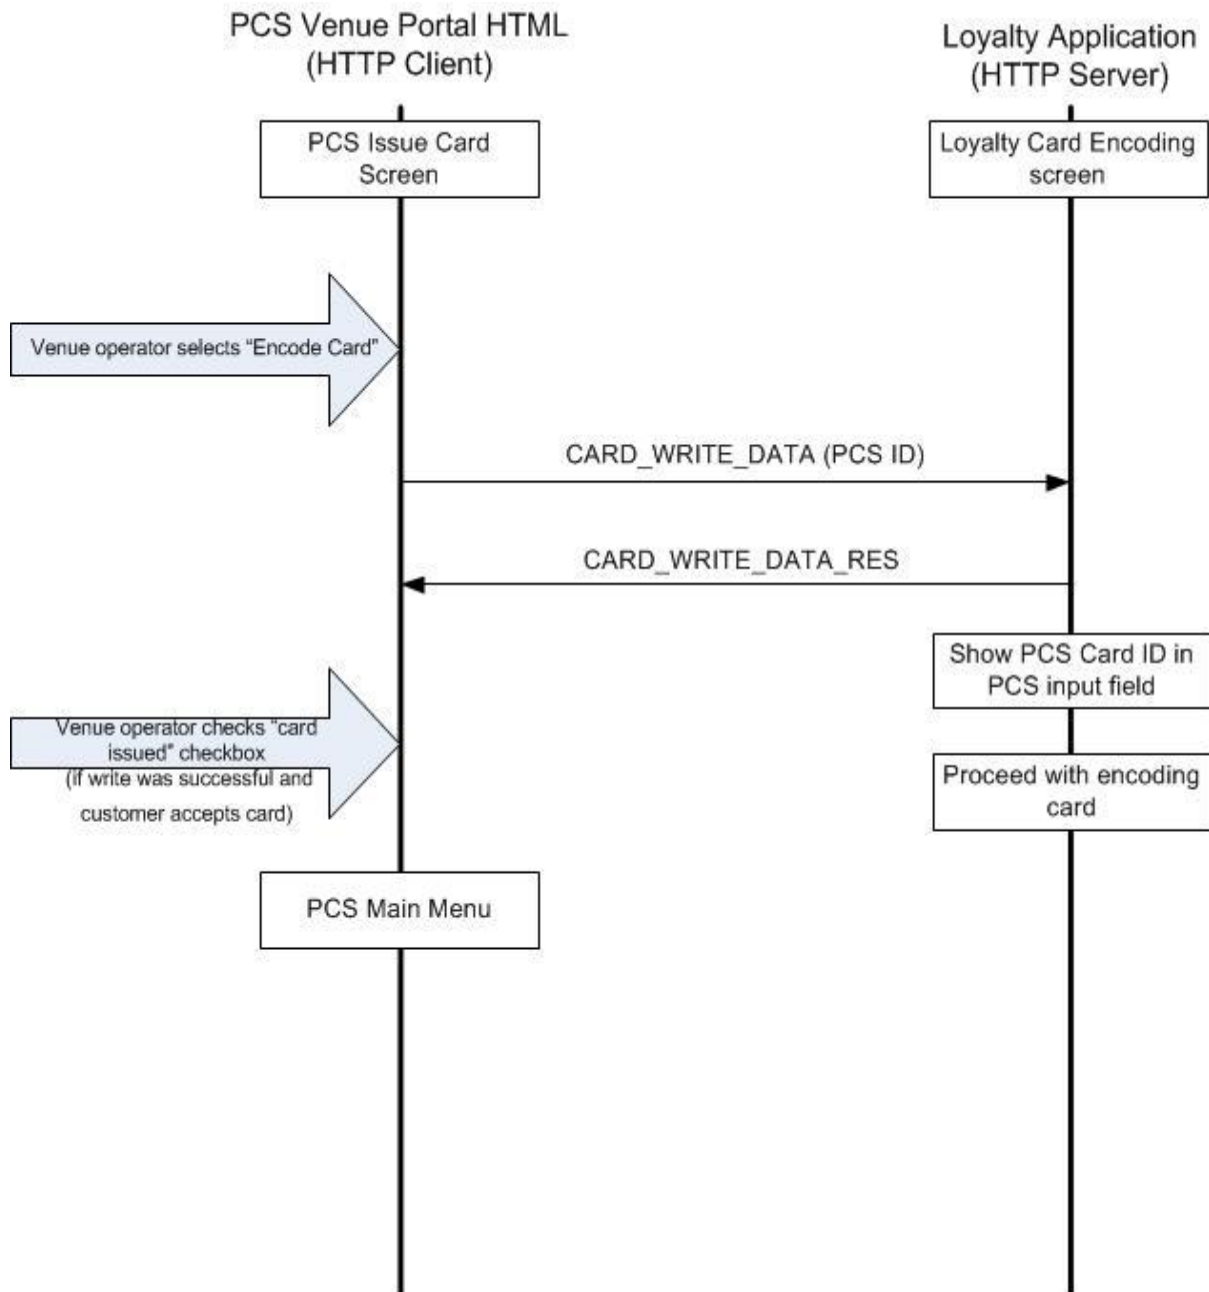 PCS Venue Portal HTML
(HTTP Client)
Loyalty Application
(HTTP Server)
PCS Issue Card
Screen
Loyalty Card Encoding
screen
Venue operator selects “Encode Card”
CARD_WRITE_DATA (PCS ID)
CARD_WRITE_DATA_RES
Show PCS Card ID in
PCS input field
Venue operator checks “card
issued” checkbox
(if write was successful and
customer accepts card)
Proceed with encoding
card
PCS Main Menu